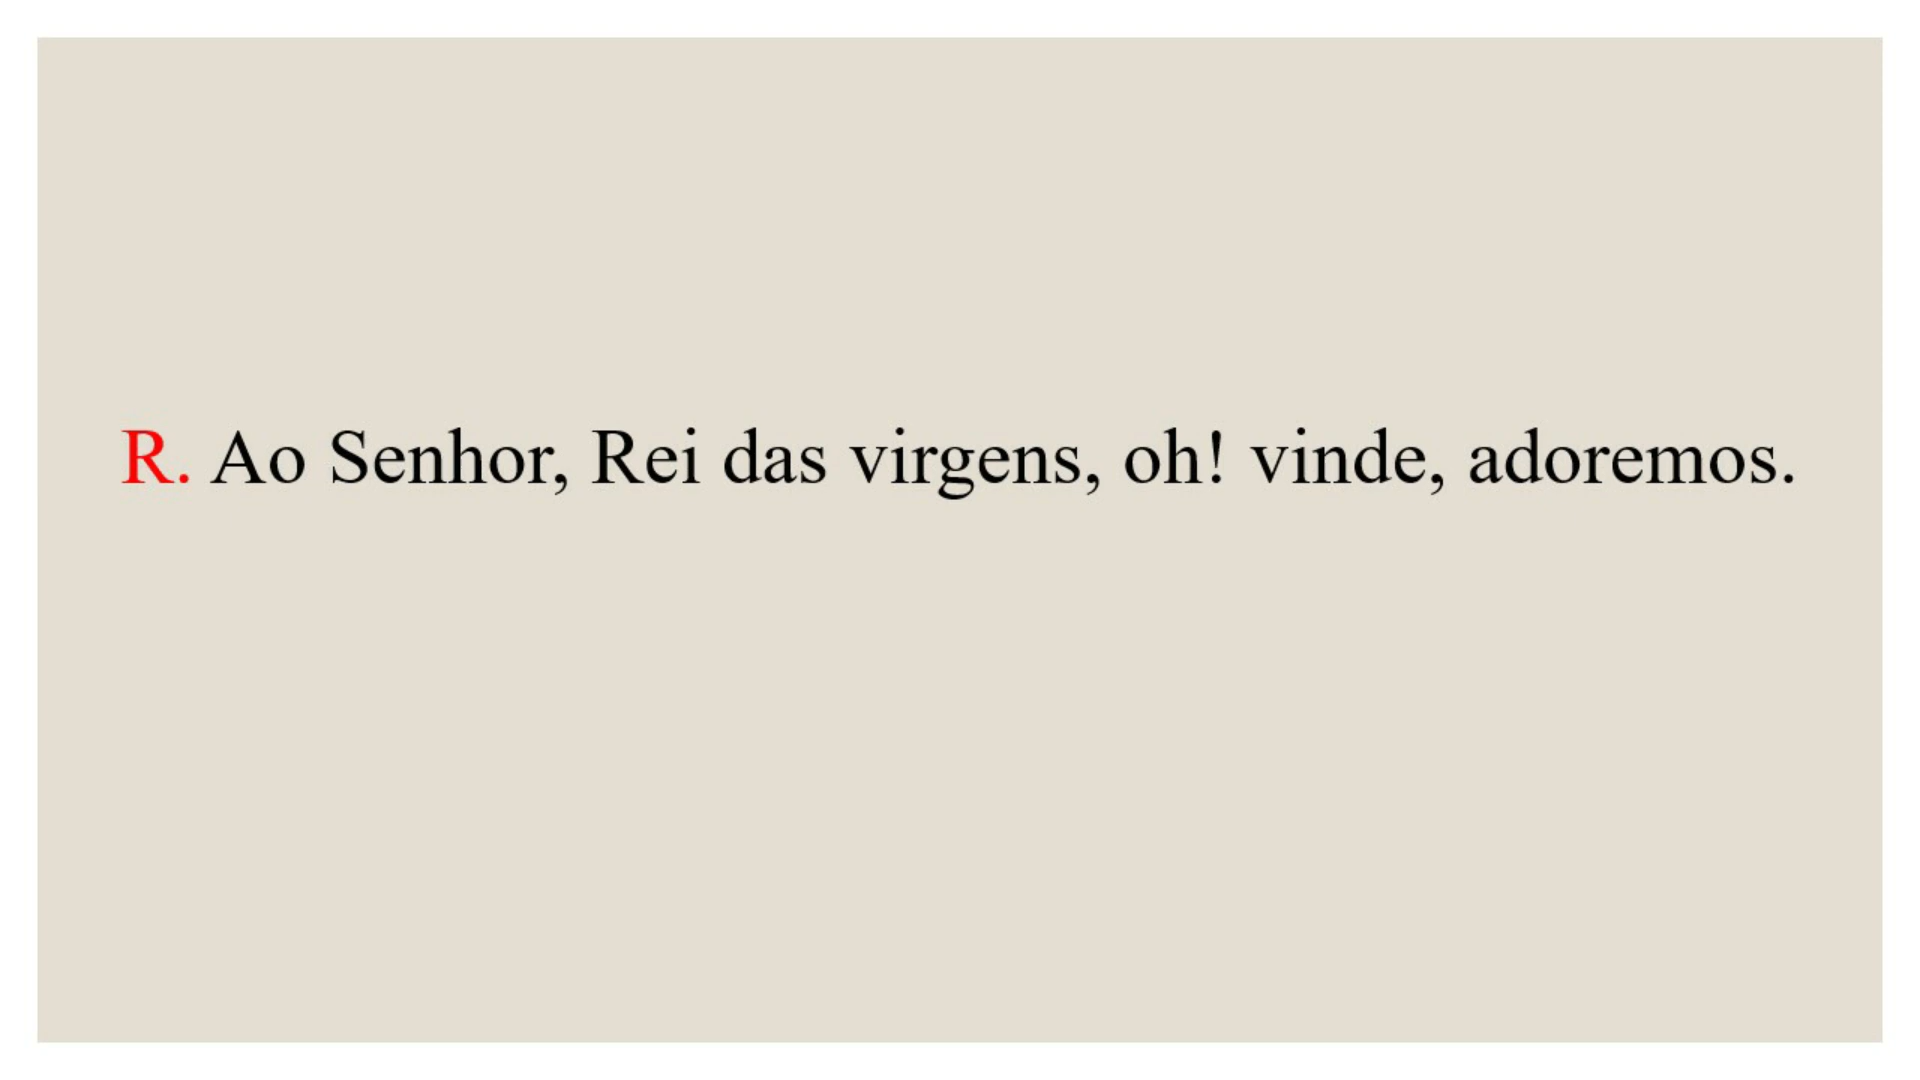 R. Ao Senhor, Rei das virgens, oh! vinde, adoremos.